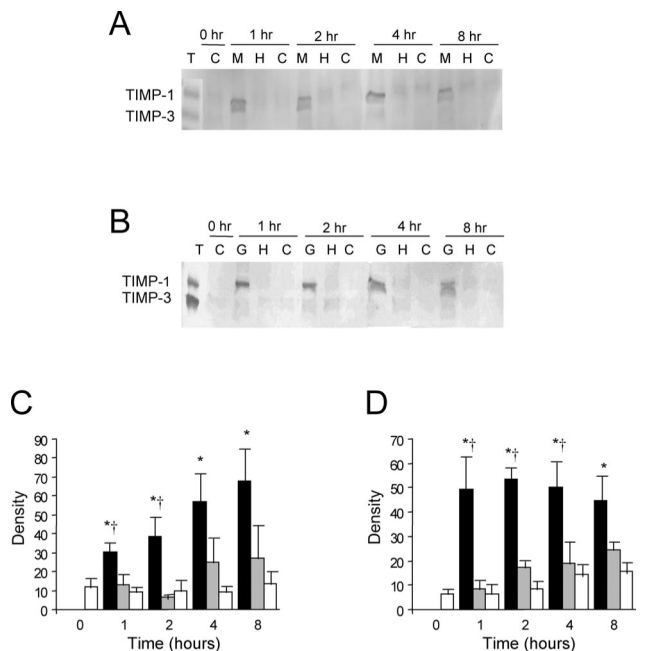 A
0 hr 1 hr 2 hr 4 hr 8 hr
T C M H C M H C M H C M H C
TIMP-1
TIMP-3
B
0 hr 1 hr 2 hr 4 hr 8 hr
T C G H C G H C G H C G H C
TIMP-1
TIMP-3
C
90
80
70
60
50
40
30
20
10
0
Density
*† *† * *
0 1 2 4 8
Time (hours)
D
70
60
50
40
30
20
10
0
Density
*† *† *† *
0 1 2 4 8
Time (hours)